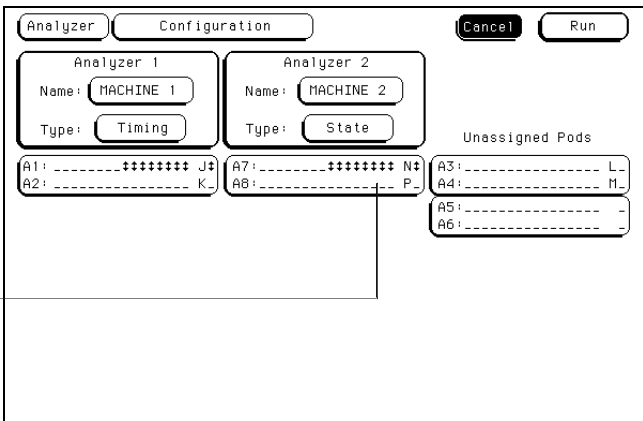 Analyzer Configuration Cancel Run
Analyzer 1
Name: MACHINE 1
Type: Timing
Analyzer 2
Name: MACHINE 2
Type: State
Unassigned Pods
A1: ________‡‡‡‡‡‡‡‡ J‡
A2: ________________ K_
A7: ________‡‡‡‡‡‡‡‡ N‡
A8: ________________ P_
A3: ________________ L_
A4: ________________ M_
A5: ________________ _
A6: ________________ _